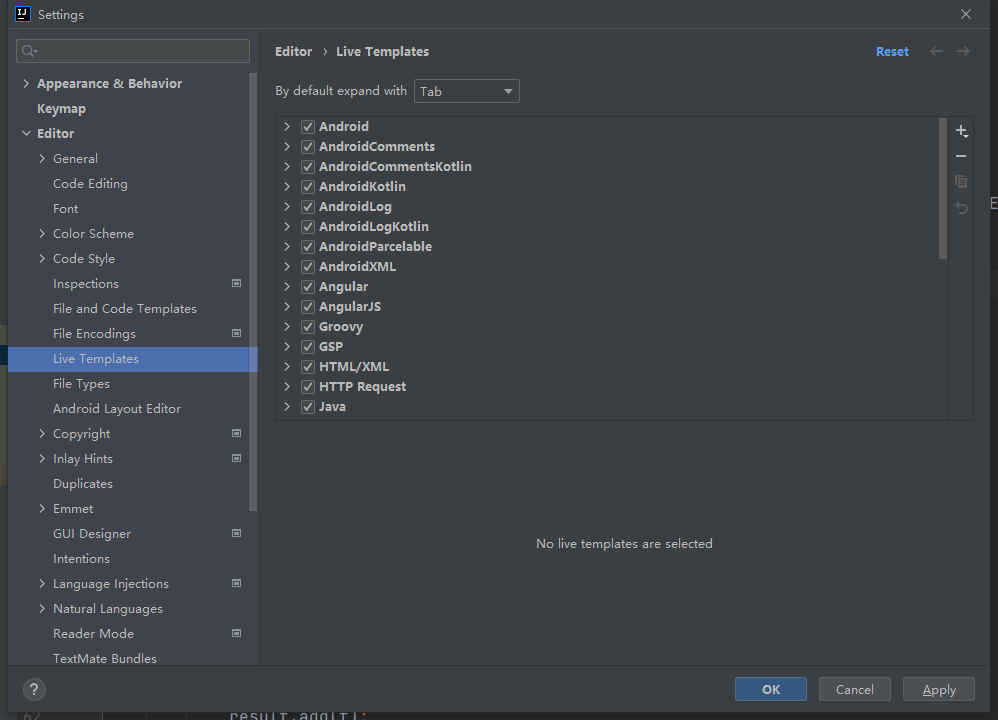 Settings
Editor › Live Templates
Reset
By default expand with Tab
Appearance & Behavior
Keymap
Editor
General
Code Editing
Font
Color Scheme
Code Style
Inspections
File and Code Templates
File Encodings
Live Templates
File Types
Android Layout Editor
Copyright
Inlay Hints
Duplicates
Emmet
GUI Designer
Intentions
Language Injections
Natural Languages
Reader Mode
TextMate Bundles
Android
AndroidComments
AndroidCommentsKotlin
AndroidKotlin
AndroidLog
AndroidLogKotlin
AndroidParcelable
AndroidXML
Angular
AngularJS
Groovy
GSP
HTML/XML
HTTP Request
Java
No live templates are selected
?
OK
Cancel
Apply
E
62 result.add(f);